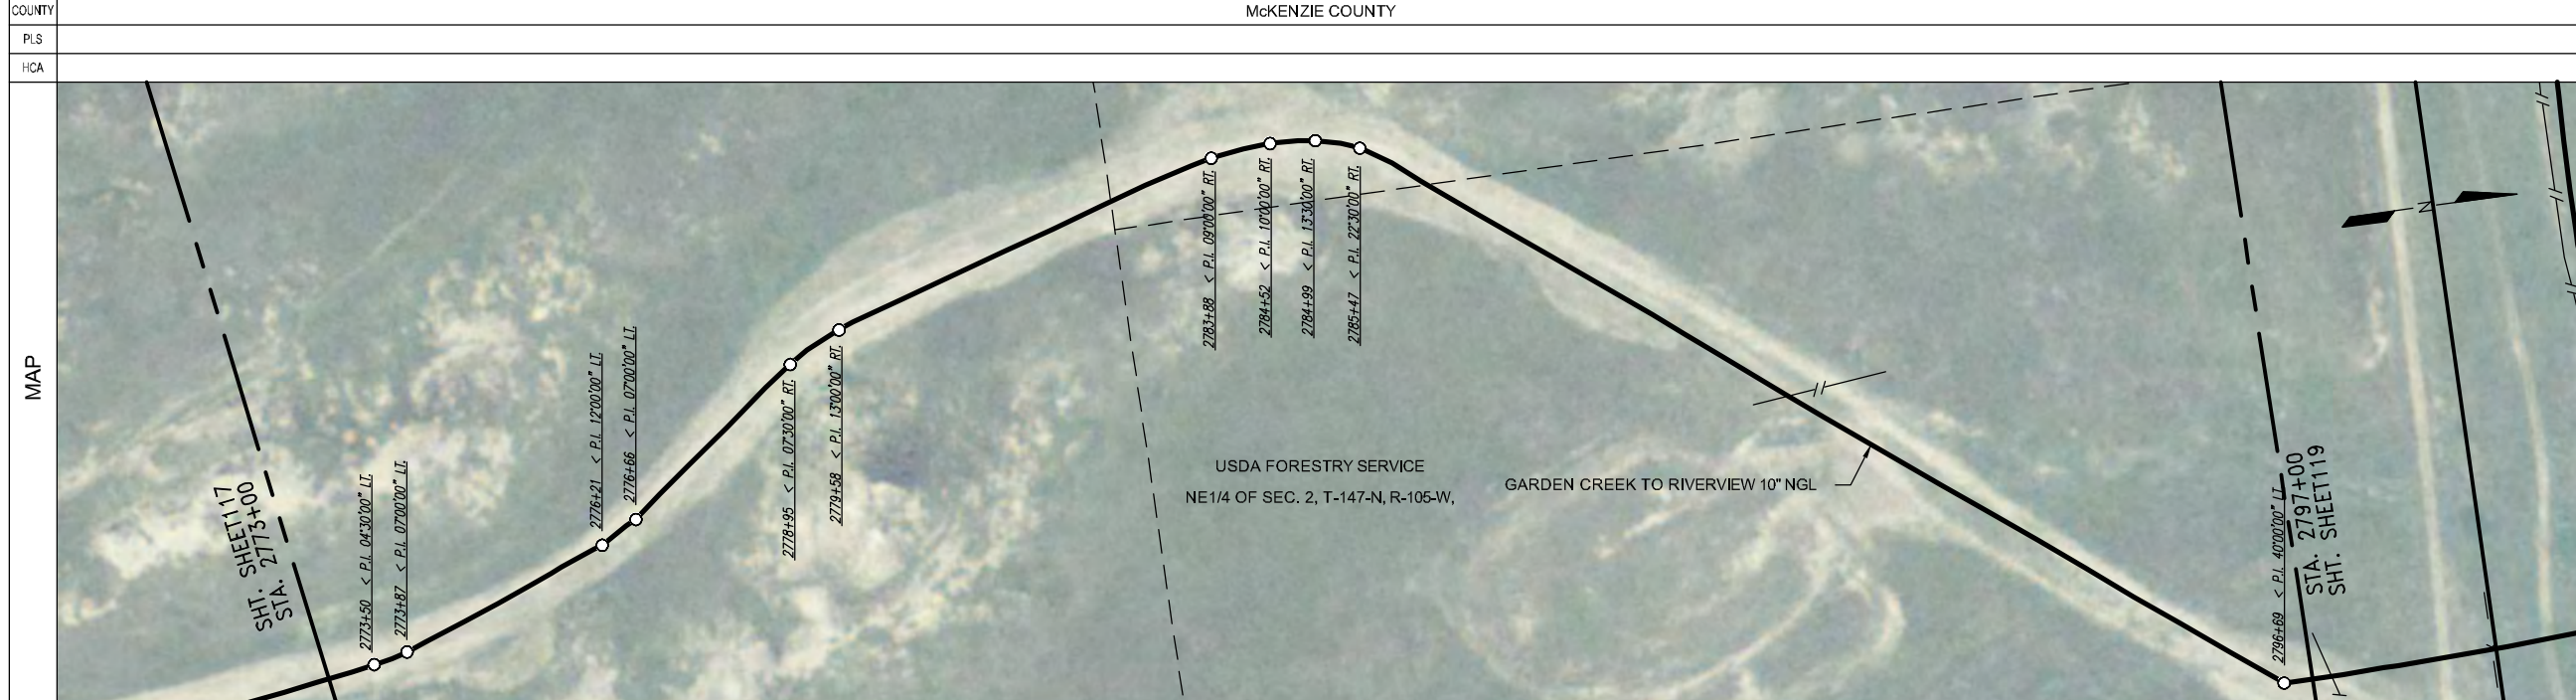 COUNTY
McKENZIE COUNTY
PLS
HCA
MAP
SHT. SHEET117
STA. 2773+00
2773+50 < P.I. 04°30'00" LT.
2773+87 < P.I. 07°00'00" LT.
2776+21 < P.I. 12°00'00" LT.
2776+66 < P.I. 07°00'00" LT.
2778+95 < P.I. 07°30'00" RT.
2779+58 < P.I. 13°00'00" RT.
2783+88 < P.I. 09°00'00" RT.
2784+52 < P.I. 10°00'00" RT.
2784+99 < P.I. 13°30'00" RT.
2785+47 < P.I. 22°30'00" RT.
USDA FORESTRY SERVICE
NE1/4 OF SEC. 2, T-147-N, R-105-W,
GARDEN CREEK TO RIVERVIEW 10" NGL
2796+69 < P.I. 40°00'00" LT.
STA. 2797+00
SHT. SHEET119
N